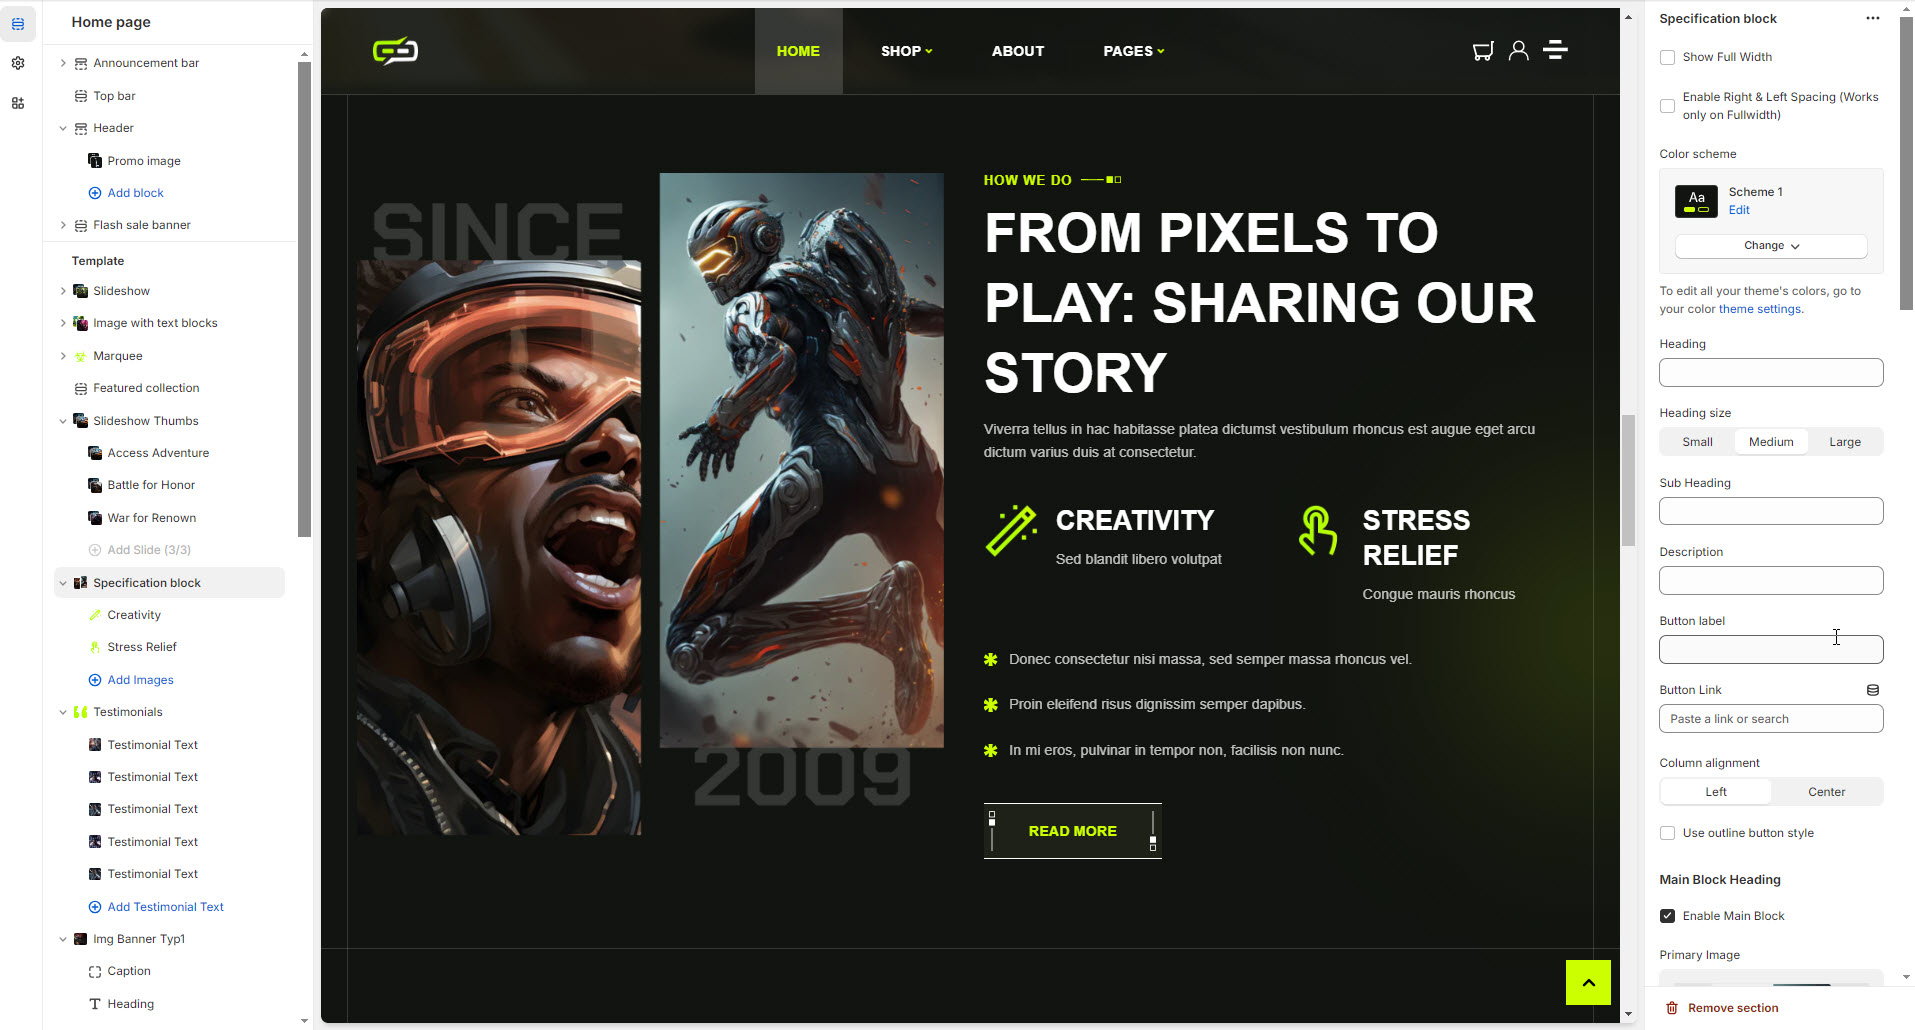 Home page
Announcement bar
Top bar
Header
Promo image
Add block
Flash sale banner
Template
Slideshow
Image with text blocks
Marquee
Featured collection
Slideshow Thumbs
Access Adventure
Battle for Honor
War for Renown
Add Slide (3/3)
Specification block
Creativity
Stress Relief
Add Images
Testimonials
Testimonial Text
Testimonial Text
Testimonial Text
Testimonial Text
Testimonial Text
Add Testimonial Text
Img Banner Typ1
Caption
Heading
HOME
SHOP
ABOUT
PAGES
SINCE
2009
HOW WE DO
FROM PIXELS TO
PLAY: SHARING OUR
STORY
Viverra tellus in hac habitasse platea dictumst vestibulum rhoncus est augue eget arcu
dictum varius duis at consectetur.
CREATIVITY
Sed blandit libero volutpat
STRESS
RELIEF
Congue mauris rhoncus
Donec consectetur nisi massa, sed semper massa rhoncus vel.
Proin eleifend risus dignissim semper dapibus.
In mi eros, pulvinar in tempor non, facilisis non nunc.
READ MORE
Specification block
Show Full Width
Enable Right & Left Spacing (Works
only on Fullwidth)
Color scheme
Aa
Scheme 1
Edit
Change
To edit all your theme's colors, go to
your color theme settings.
Heading
Heading size
Small
Medium
Large
Sub Heading
Description
Button label
Button Link
Paste a link or search
Column alignment
Left
Center
Use outline button style
Main Block Heading
Enable Main Block
Primary Image
Remove section